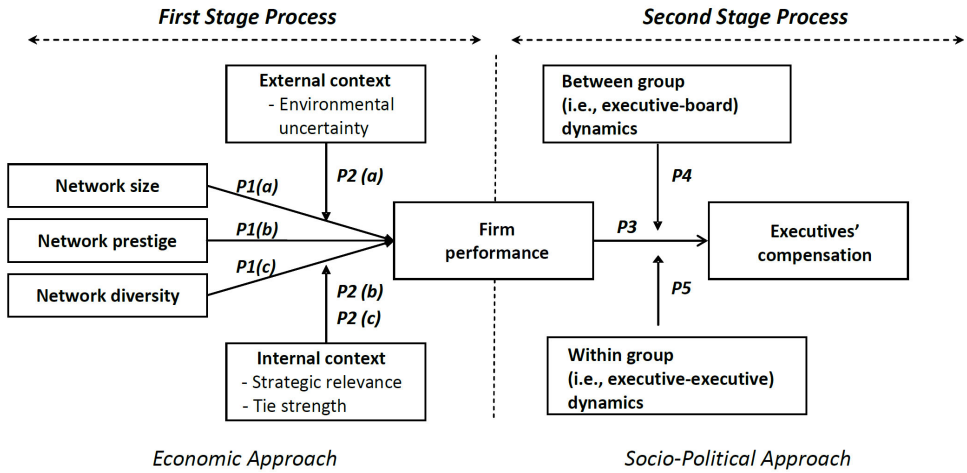 First Stage Process
Second Stage Process
External context
- Environmental
uncertainty
Between group
(i.e., executive-board)
dynamics
P2 (a)
P4
Network size
P1(a)
Network prestige
P1(b)
Network diversity
P1(c)
Firm
performance
P3
Executives’
compensation
P2 (b)
P2 (c)
P5
Internal context
- Strategic relevance
- Tie strength
Within group
(i.e., executive-executive)
dynamics
Economic Approach
Socio-Political Approach